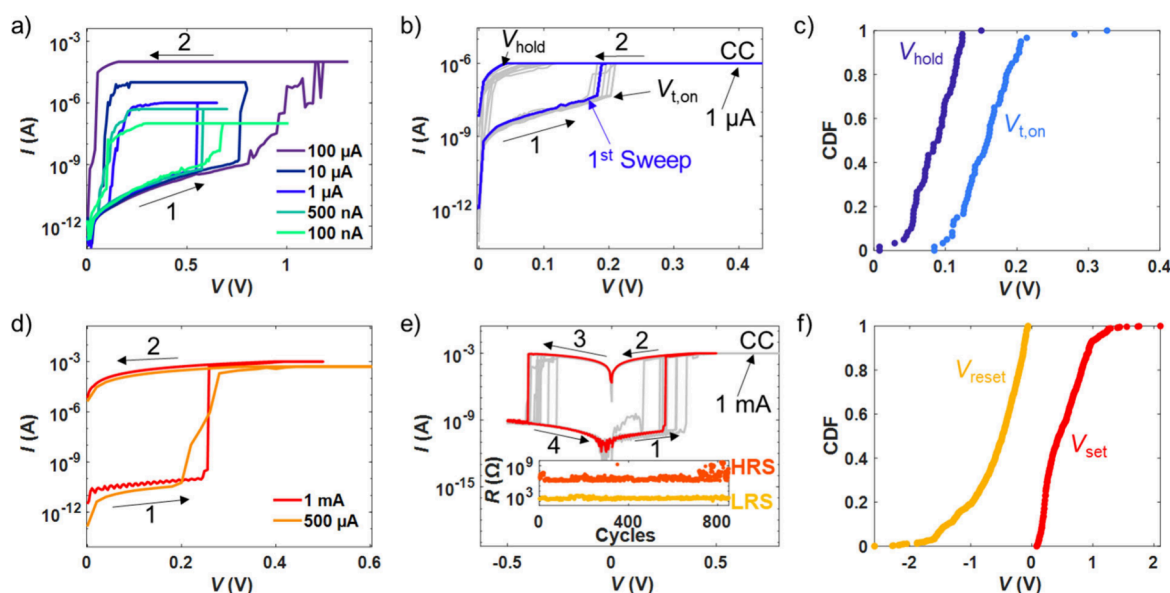 a)
10⁻³
10⁻⁶
10⁻⁹
10⁻¹²
I (A)
2
1
100 µA
10 µA
1 µA
500 nA
100 nA
0 0.5 1
V (V)
b)
10⁻³
10⁻⁶
10⁻⁹
10⁻¹²
I (A)
V_hold
2
CC
V_t,on
1 µA
1
1st Sweep
0 0.1 0.2 0.3 0.4
V (V)
c)
1
0.8
0.6
0.4
0.2
0
CDF
V_hold
V_t,on
0 0.1 0.2 0.3 0.4
V (V)
d)
10⁻³
10⁻⁶
10⁻⁹
10⁻¹²
I (A)
2
1
1 mA
500 µA
0 0.2 0.4 0.6
V (V)
e)
10⁻³
10⁻⁹
10⁻¹⁵
I (A)
3
2
CC
1 mA
4
1
10⁹
10³
R (Ω)
HRS
LRS
0 400 800
Cycles
-0.5 0 0.5
V (V)
f)
1
0.8
0.6
0.4
0.2
0
CDF
V_reset
V_set
-2 -1 0 1 2
V (V)